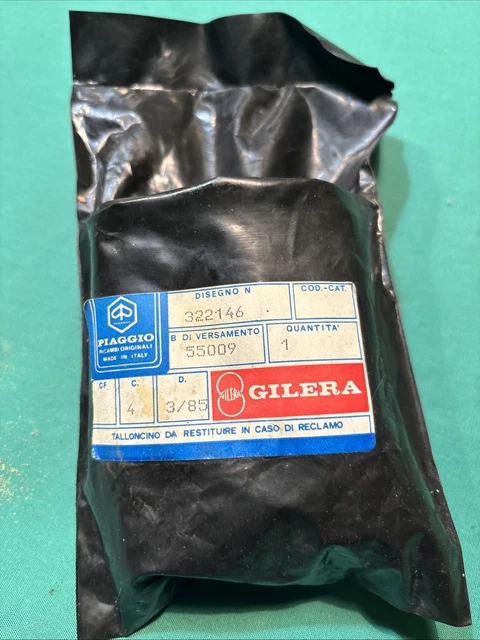 DISEGNO N
COD.-CAT.
322146
PIAGGIO
RICAMBI ORIGINALI
MADE IN ITALY
B DI VERSAMENTO
55009
QUANTITA'
1
CF
C.
4
D.
3/85
GILERA
GILERA
TALLONCINO DA RESTITUIRE IN CASO DI RECLAMO